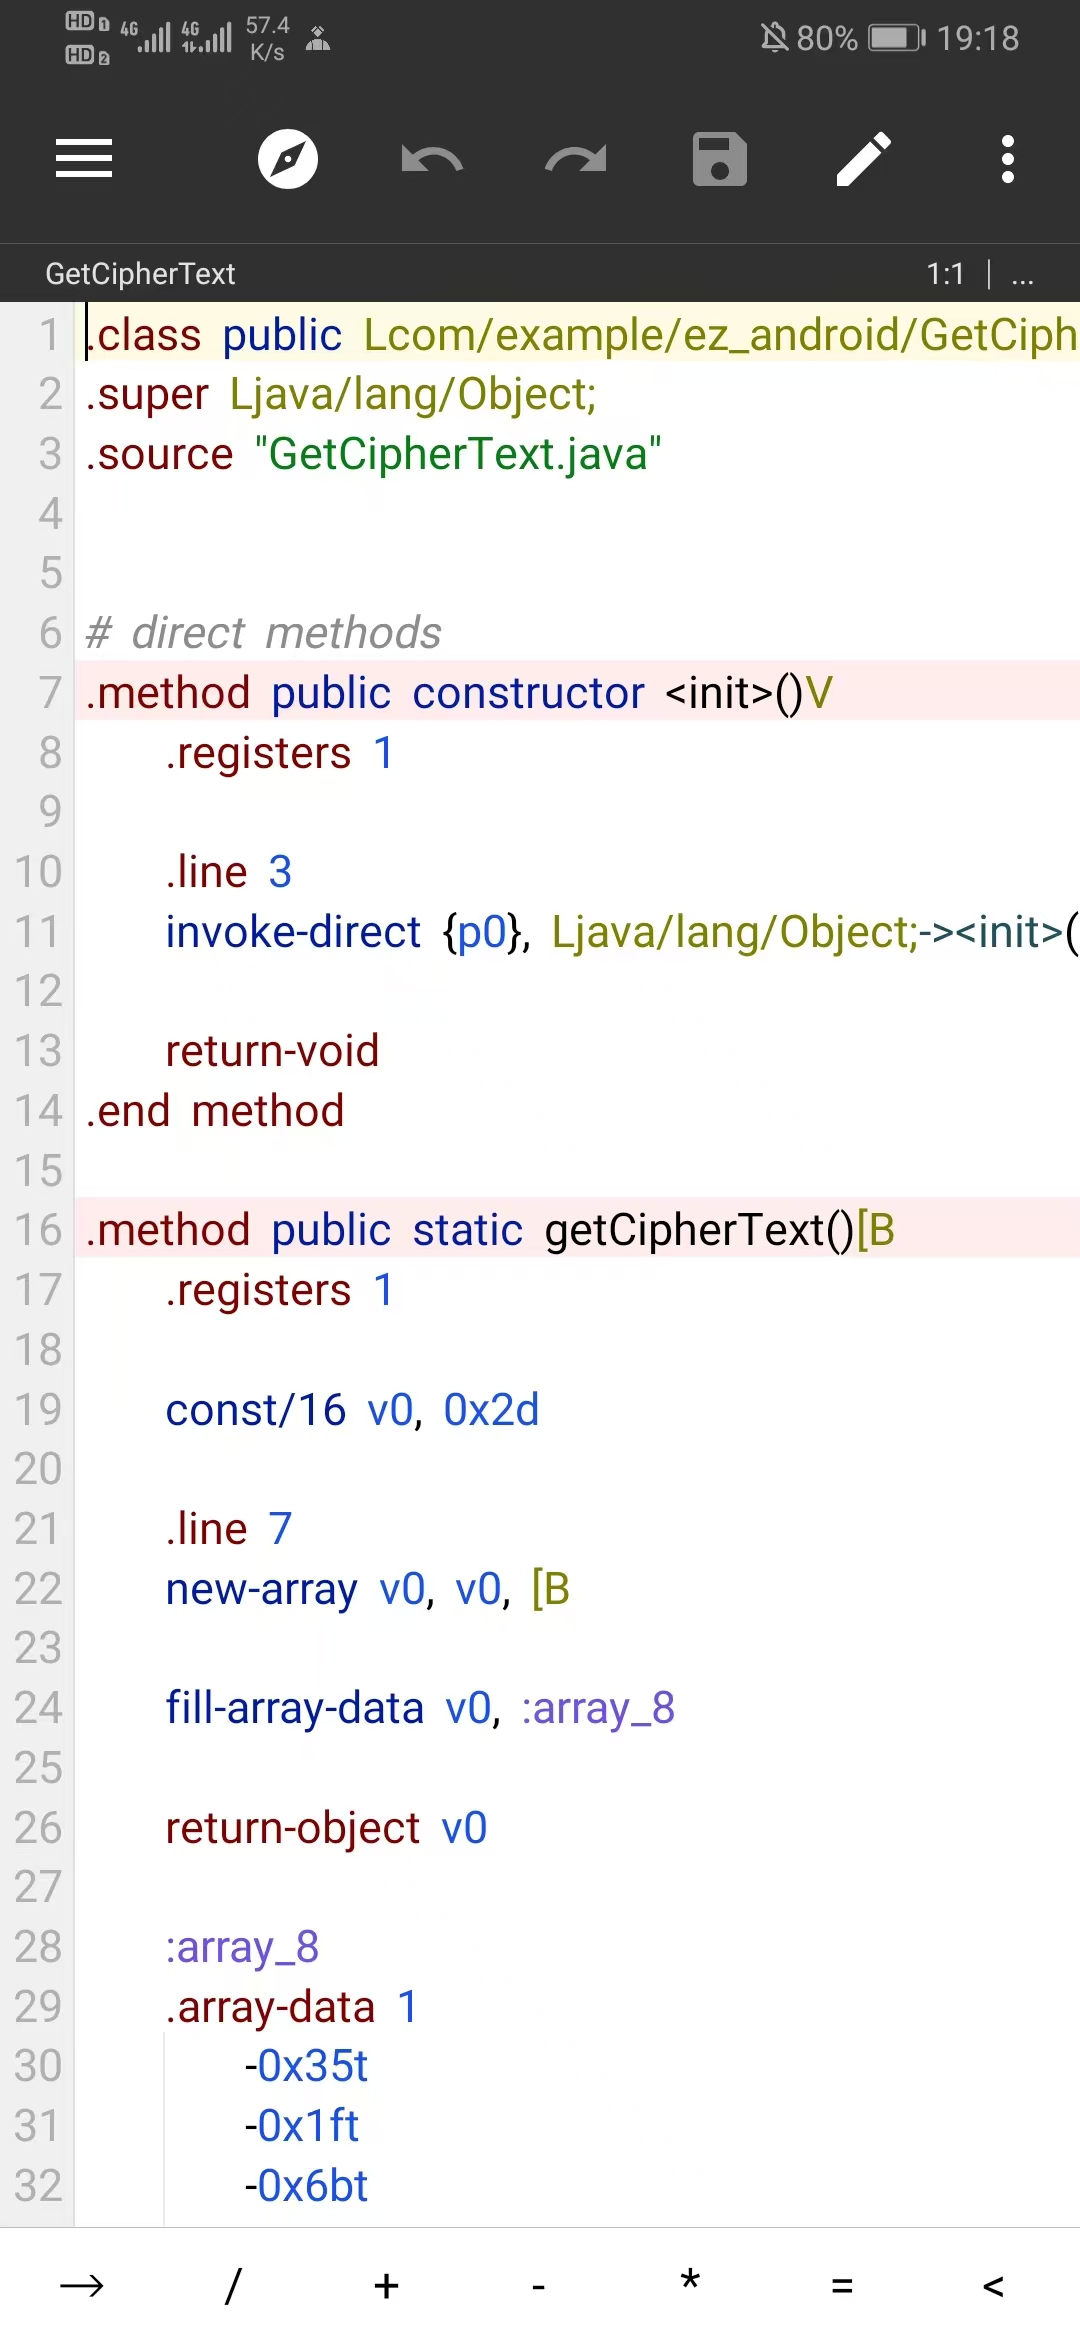 HD 1 4G 4G 57.4 80% 19:18
HD 2 K/s
GetCipherText 1:1 | ...
1 .class public Lcom/example/ez_android/GetCiph
2 .super Ljava/lang/Object;
3 .source "GetCipherText.java"
4
5
6 # direct methods
7 .method public constructor <init>()V
8 .registers 1
9
10 .line 3
11 invoke-direct {p0}, Ljava/lang/Object;-><init>(
12
13 return-void
14 .end method
15
16 .method public static getCipherText()[B
17 .registers 1
18
19 const/16 v0, 0x2d
20
21 .line 7
22 new-array v0, v0, [B
23
24 fill-array-data v0, :array_8
25
26 return-object v0
27
28 :array_8
29 .array-data 1
30 -0x35t
31 -0x1ft
32 -0x6bt
→ / + - * = <